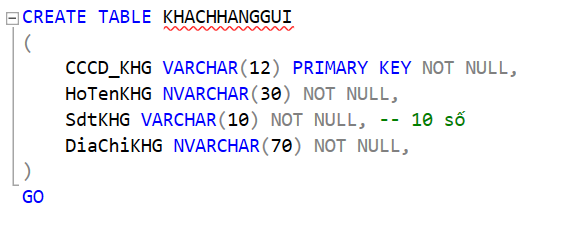 CREATE TABLE KHACHHANGGUI
(
CCCD_KHG VARCHAR(12) PRIMARY KEY NOT NULL,
HoTenKHG NVARCHAR(30) NOT NULL,
SdtKHG VARCHAR(10) NOT NULL, -- 10 số
DiaChiKHG NVARCHAR(70) NOT NULL,
)
GO